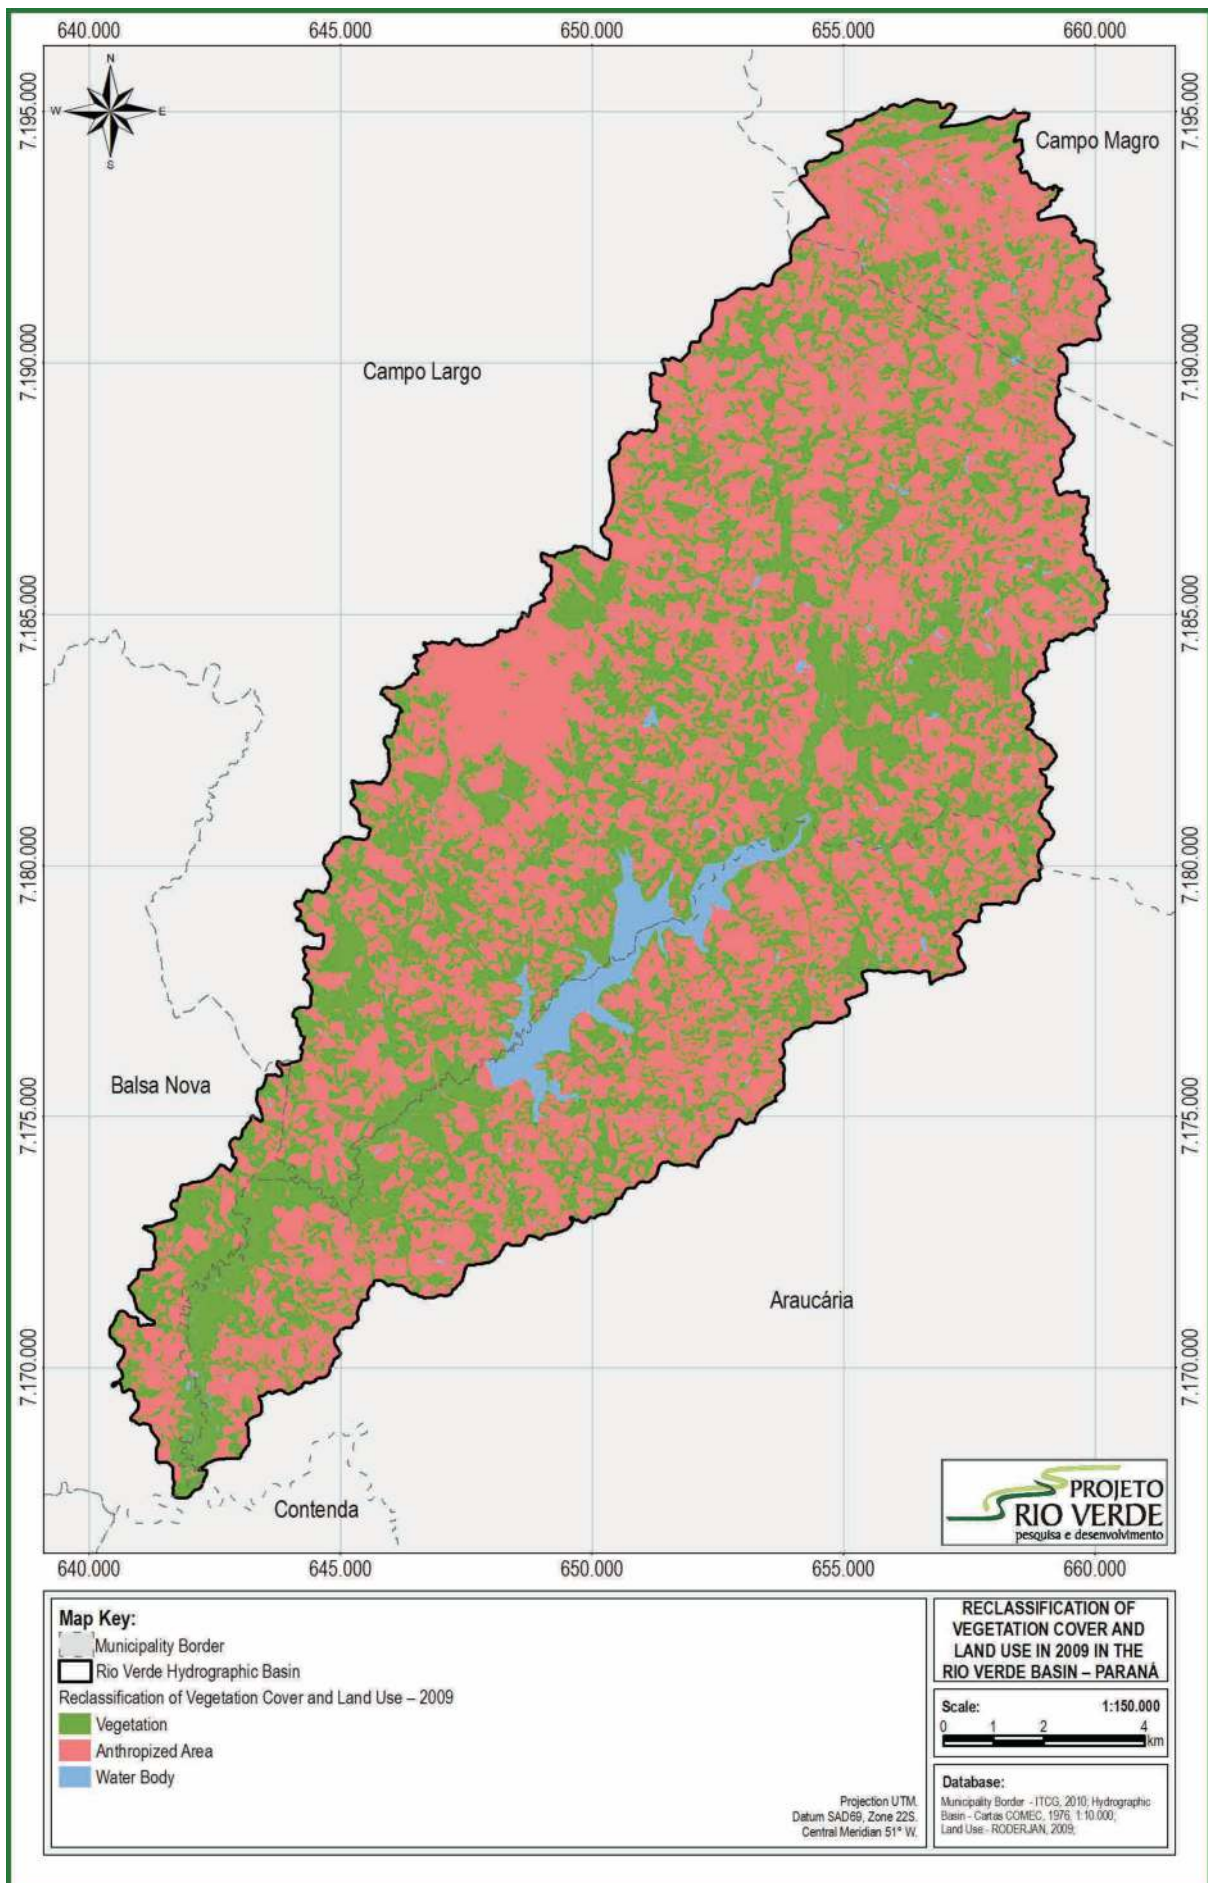 640.000 645.000 650.000 655.000 660.000
N
W E
S
7.195.000 7.195.000
Campo Magro
7.190.000 7.190.000
Campo Largo
7.185.000 7.185.000
7.180.000 7.180.000
Balsa Nova
7.175.000 7.175.000
Araucária
7.170.000 7.170.000
Contenda
PROJETO
RIO VERDE
pesquisa e desenvolvimento
640.000 645.000 650.000 655.000 660.000
Map Key:
Municipality Border
Rio Verde Hydrographic Basin
Reclassification of Vegetation Cover and Land Use – 2009
Vegetation
Anthropized Area
Water Body
Projection UTM.
Datum SAD69, Zone 22S.
Central Meridian 51° W.
RECLASSIFICATION OF
VEGETATION COVER AND
LAND USE IN 2009 IN THE
RIO VERDE BASIN – PARANÁ
Scale: 1:150.000
0 1 2 4
km
Database:
Municipality Border - ITCG, 2010; Hydrographic
Basin - Cartas COMEC, 1976, 1:10.000;
Land Use - RODERJAN, 2009;